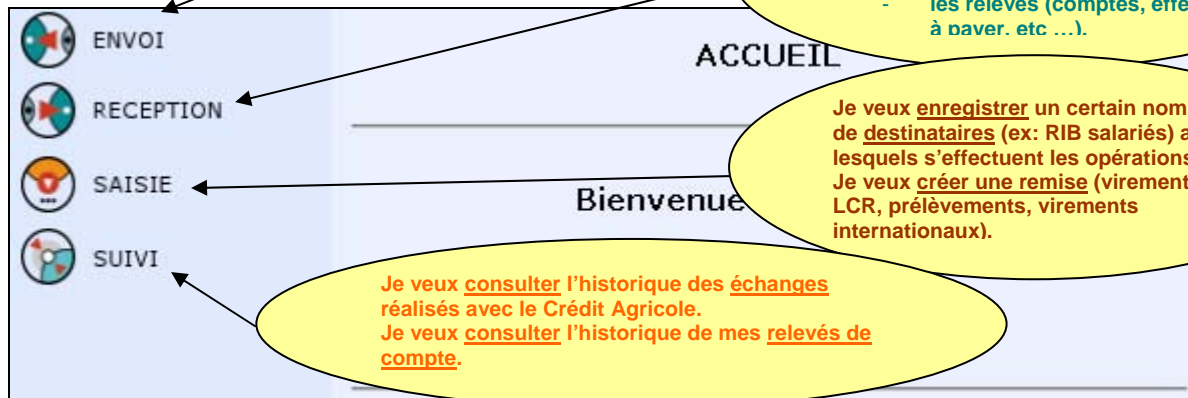 les relevés (comptes,
à payer, etc …).
ENVOI
ACCUEIL
RECEPTION
Je veux enregistrer un certain
de destinataires (ex: RIB salariés)
lesquels s'effectuent les opérations
SAISIE
Je veux créer une remise (virement
Bienvenue
LCR, prélèvements, virements
internationaux).
SUIVI
Je veux consulter l'historique des échanges
réalisés avec le Crédit Agricole.
Je veux consulter l'historique de mes relevés de
compte.